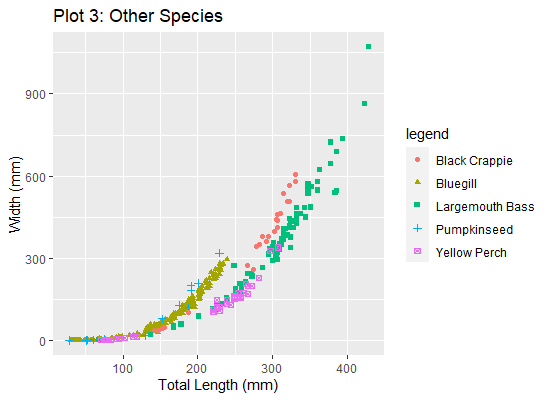 Plot 3: Other Species
Width (mm)
900
600
300
0
100
200
300
400
Total Length (mm)
legend
Black Crappie
Bluegill
Largemouth Bass
Pumpkinseed
Yellow Perch